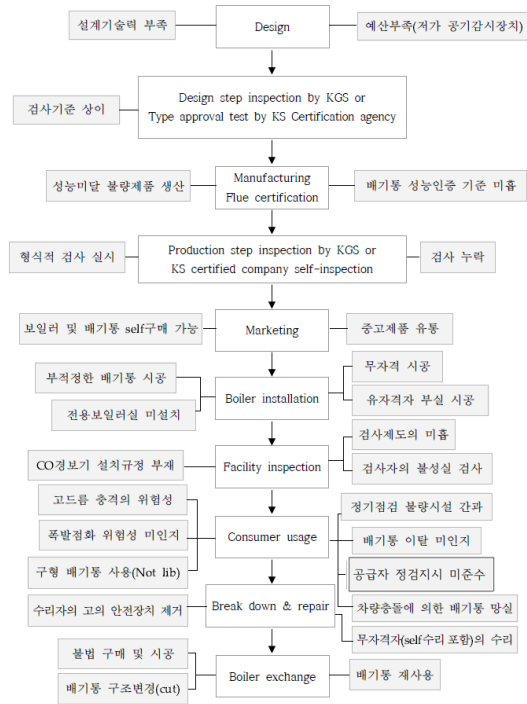 설계기술력 부족
Design
예산부족(저가 공기감시장치)
검사기준 상이
Design step inspection by KGS or
Type approval test by KS Certification agency
성능미달 불량제품 생산
Manufacturing
Flue certification
배기통 성능인증 기준 미흡
형식적 검사 실시
Production step inspection by KGS or
KS certified company self-inspection
검사 누락
보일러 및 배기통 self구매 가능
Marketing
중고제품 유통
부적정한 배기통 시공
전용보일러실 미설치
Boiler installation
무자격 시공
유자격자 부실 시공
CO경보기 설치규정 부재
Facility inspection
검사제도의 미흡
검사자의 불성실 검사
고드름 충격의 위험성
폭발점화 위험성 미인지
구형 배기통 사용(Not lib)
Consumer usage
정기점검 불량시설 간과
배기통 이탈 미인지
공급자 정검지시 미준수
차량충돌에 의한 배기통 망실
수리자의 고의 안전장치 제거
Break down & repair
무자격자(self수리 포함)의 수리
불법 구매 및 시공
배기통 구조변경(cut)
Boiler exchange
배기통 재사용